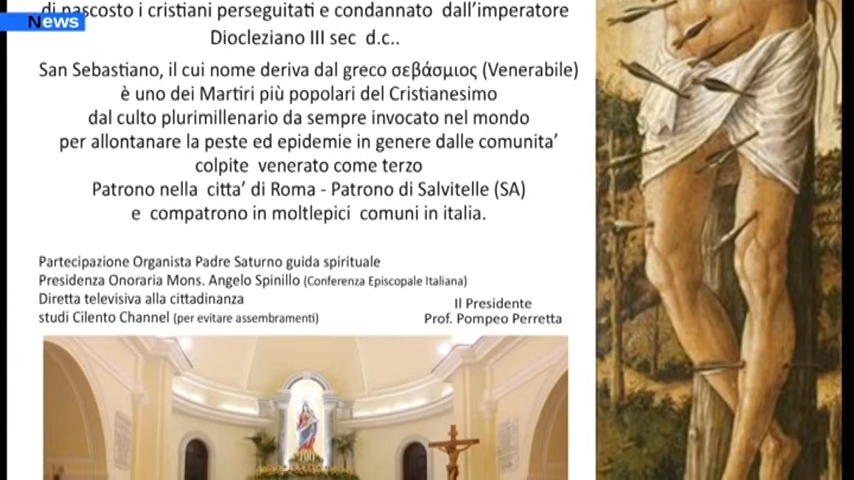 di nascosto i cristiani perseguitati e condannato dall'imperatore
News
Diocleziano III sec d.c..
San Sebastiano, il cui nome deriva dal greco σεβάσμιος (Venerabile)
è uno dei Martiri più popolari del Cristianesimo
dal culto plurimillenario da sempre invocato nel mondo
per allontanare la peste ed epidemie in genere dalle comunita'
colpite venerato come terzo
Patrono nella citta' di Roma - Patrono di Salvitelle (SA)
e compatrono in moltlepici comuni in italia.
Partecipazione Organista Padre Saturno guida spirituale
Presidenza Onoraria Mons. Angelo Spinillo (Conferenza Episcopale Italiana)
Diretta televisiva alla cittadinanza
studi Cilento Channel (per evitare assembramenti)
Il Presidente
Prof. Pompeo Perretta